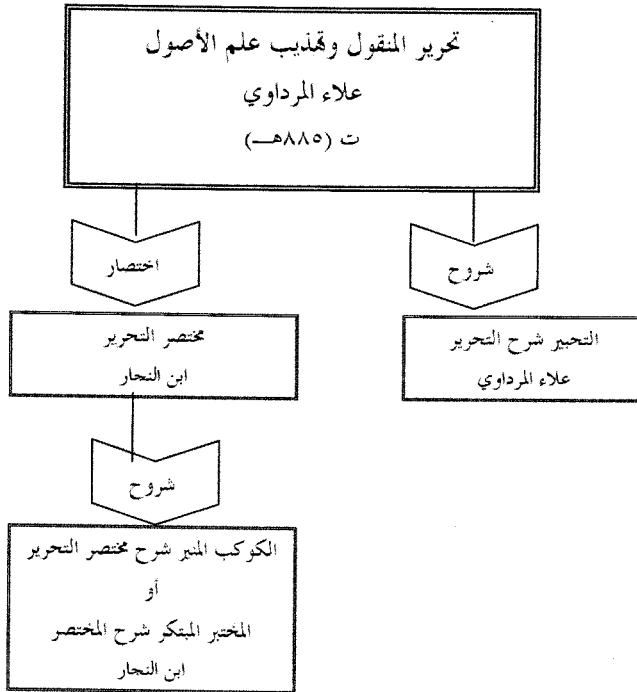 تحرير المنقول وتهذيب علم الأصول
علاء المرداوي
ت (٨٨٥هـ)
شروح
اختصار
التحبير شرح التحرير
علاء المرداوي
مختصر التحرير
ابن النجار
شروح
الكوكب المنير شرح مختصر التحرير
أو
المختبر المبتكر شرح المختصر
ابن النجار